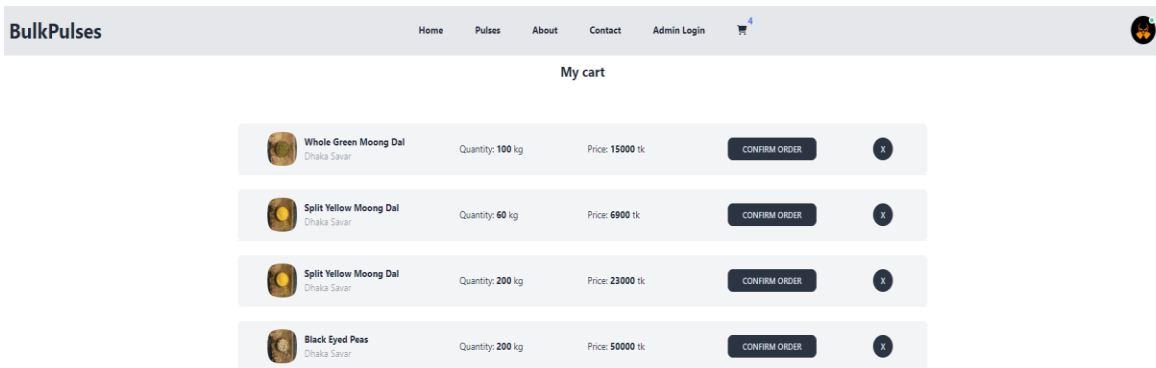 BulkPulses Home Pulses About Contact Admin Login 4
My cart
Whole Green Moong Dal
Dhaka Savar
Quantity: 100 kg Price: 15000 tk CONFIRM ORDER X
Split Yellow Moong Dal
Dhaka Savar
Quantity: 60 kg Price: 6900 tk CONFIRM ORDER X
Split Yellow Moong Dal
Dhaka Savar
Quantity: 200 kg Price: 23000 tk CONFIRM ORDER X
Black Eyed Peas
Dhaka Savar
Quantity: 200 kg Price: 50000 tk CONFIRM ORDER X